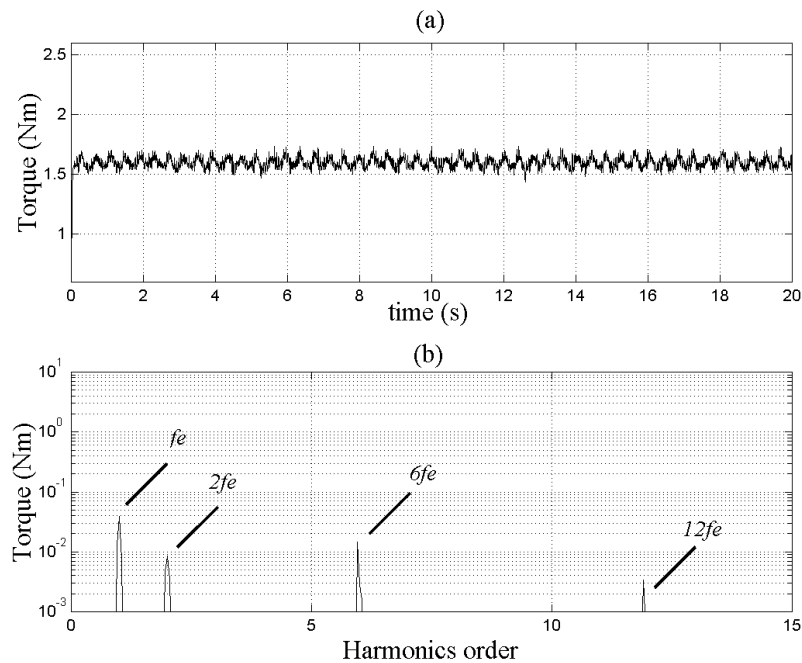 (a)
Torque (Nm)
2.5
2
1.5
1
0 2 4 6 8 10 12 14 16 18 20
time (s)
(b)
Torque (Nm)
10^1
10^0
10^-1
10^-2
10^-3
fe
2fe
6fe
12fe
0 5 10 15
Harmonics order